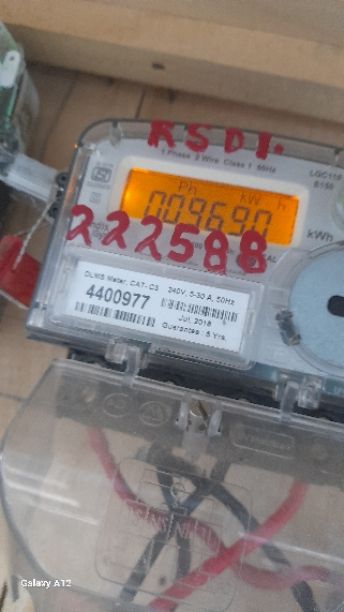 RSDI.
1 Phase 2 Wire Class 1 50Hz
Ph kW h
009690
kWh
222588
DLMS Meter, CAT- C3 240V, 5-30 A, 50Hz
4400977
Jul, 2018
Guarantee : 5 Yrs.
Galaxy A12